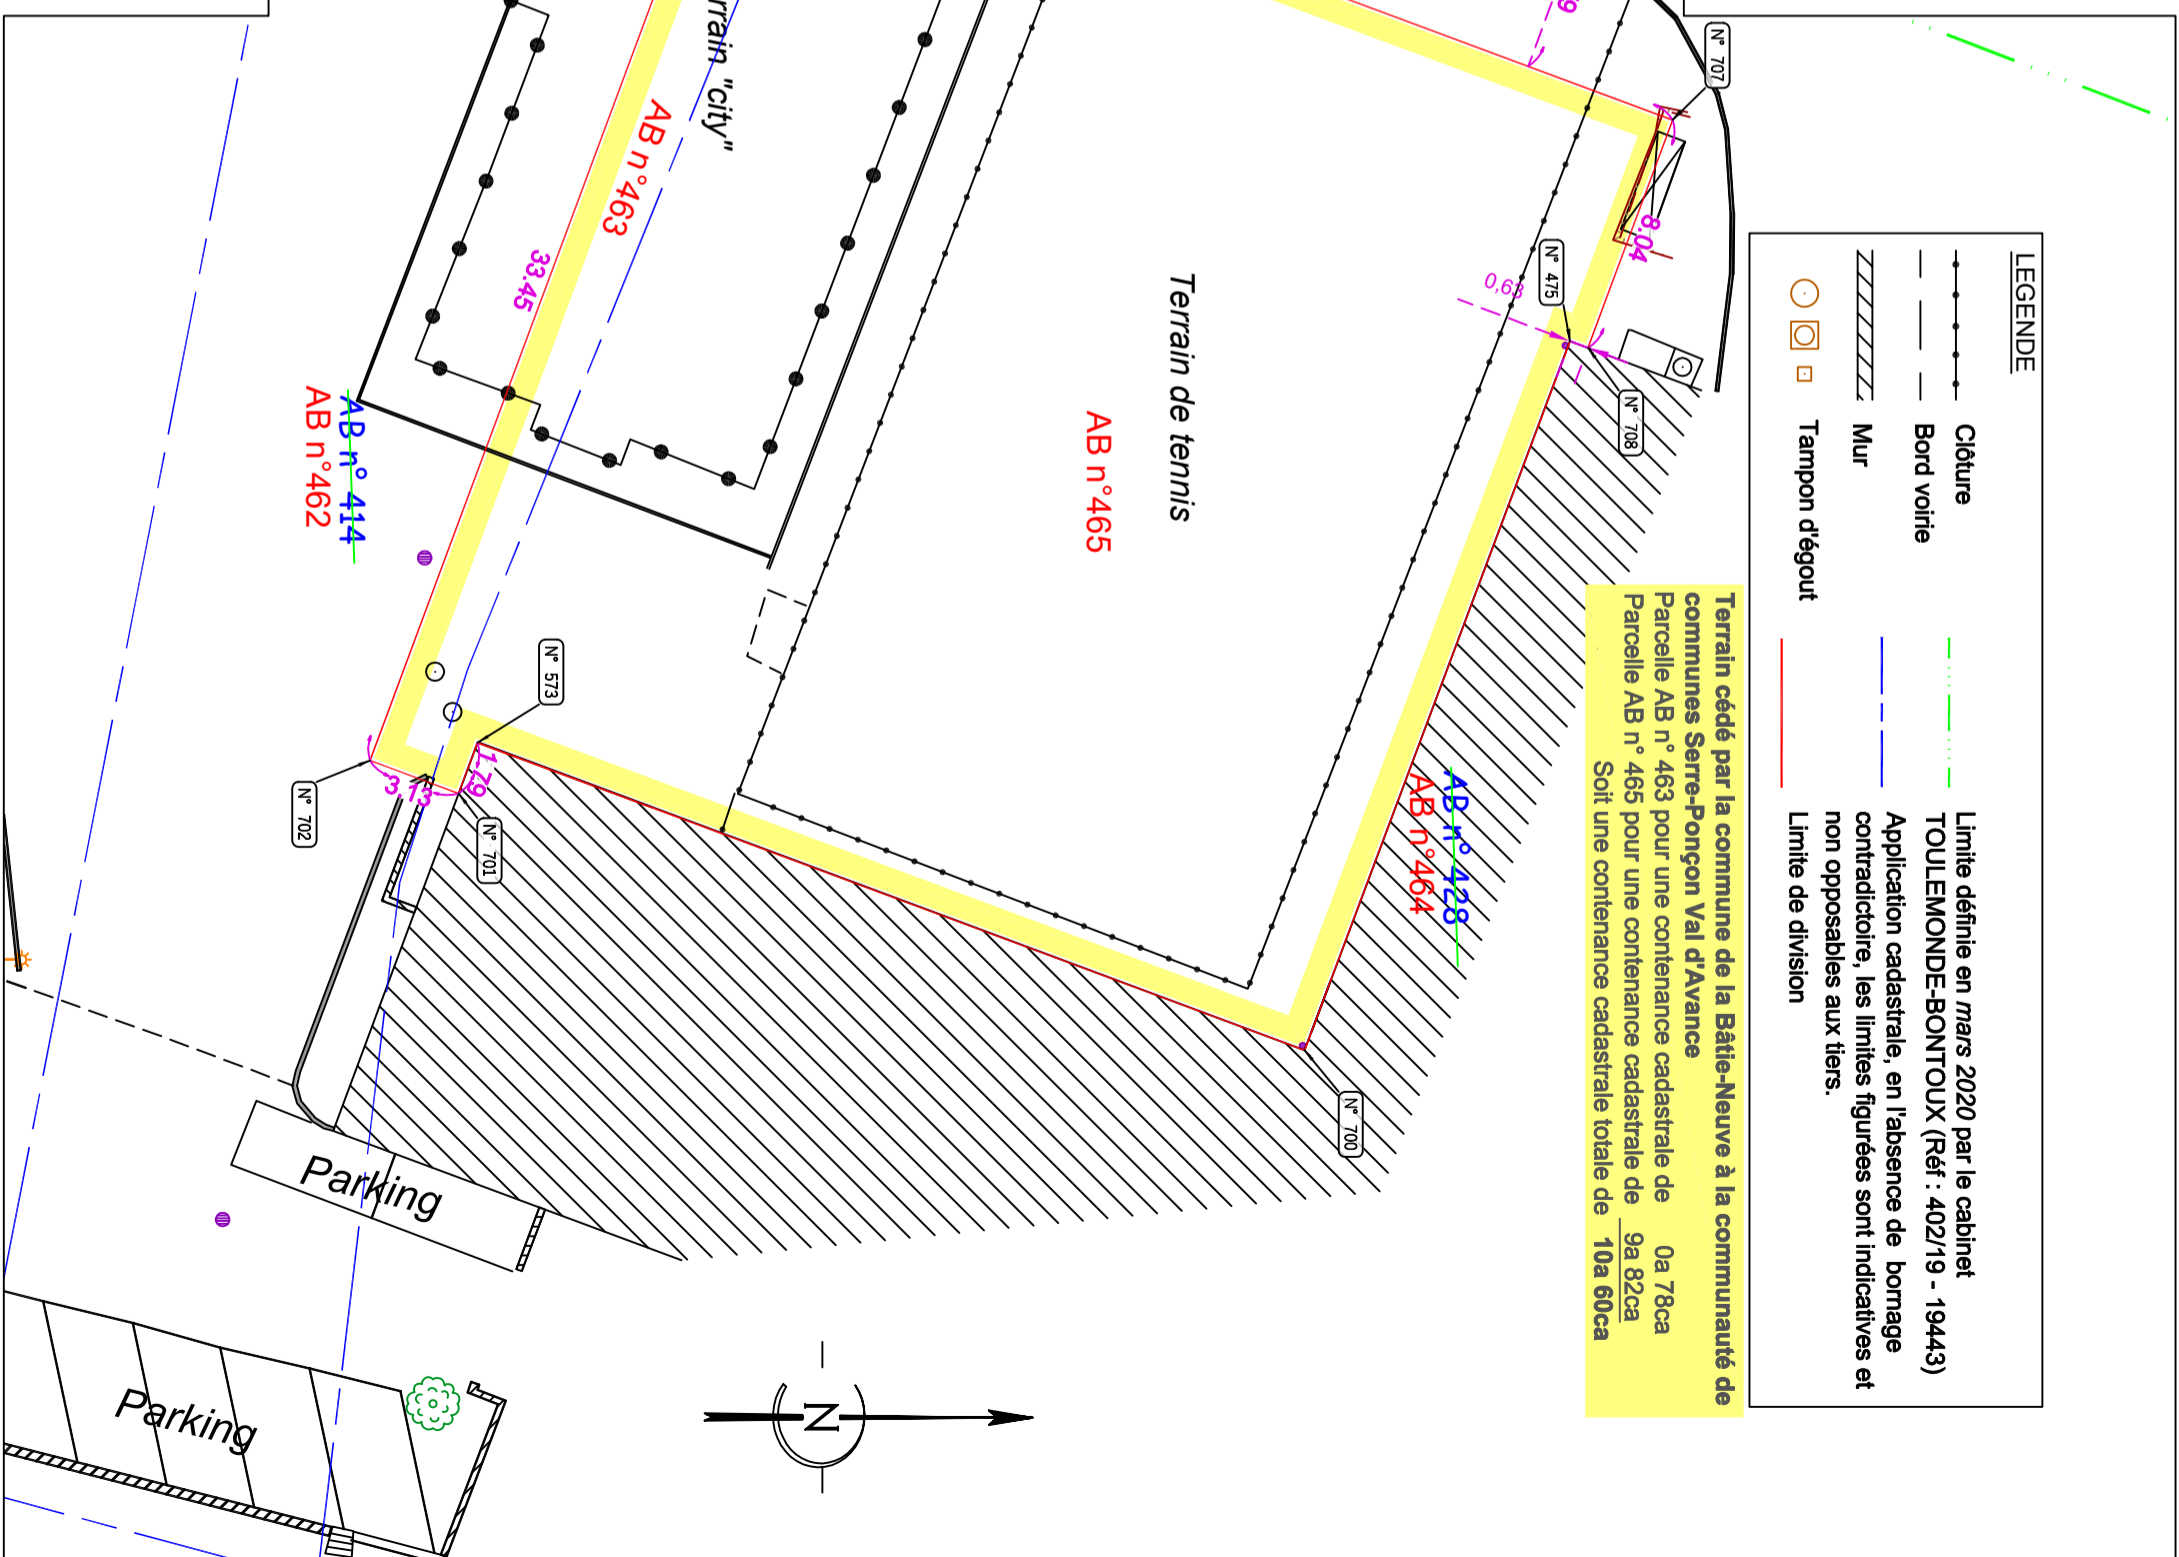 LEGENDE
Clôture
Bord voirie
Mur
Tampon d'égout
Limite définie en mars 2020 par le cabinet
TOULEMONDE-BONTOUX (Réf : 402/19 - 19443)
Application cadastrale, en l'absence de bornage
contradictoire, les limites figurées sont indicatives et
non opposables aux tiers.
Limite de division
Terrain cédé par la commune de la Bâtie-Neuve à la communauté de
communes Serre-Ponçon Val d'Avance
Parcelle AB n° 463 pour une contenance cadastrale de 0a 78ca
Parcelle AB n° 465 pour une contenance cadastrale de 9a 82ca
Soit une contenance cadastrale totale de 10a 60ca
N° 707
8.04
N° 475
0,63
N° 708
Terrain de tennis
AB n°465
AB n° 428
AB n°464
N° 700
rrain "city"
AB n°463
33.45
AB n° 414
AB n°462
N° 573
1.79
3.13
N° 701
N° 702
Parking
Parking
N